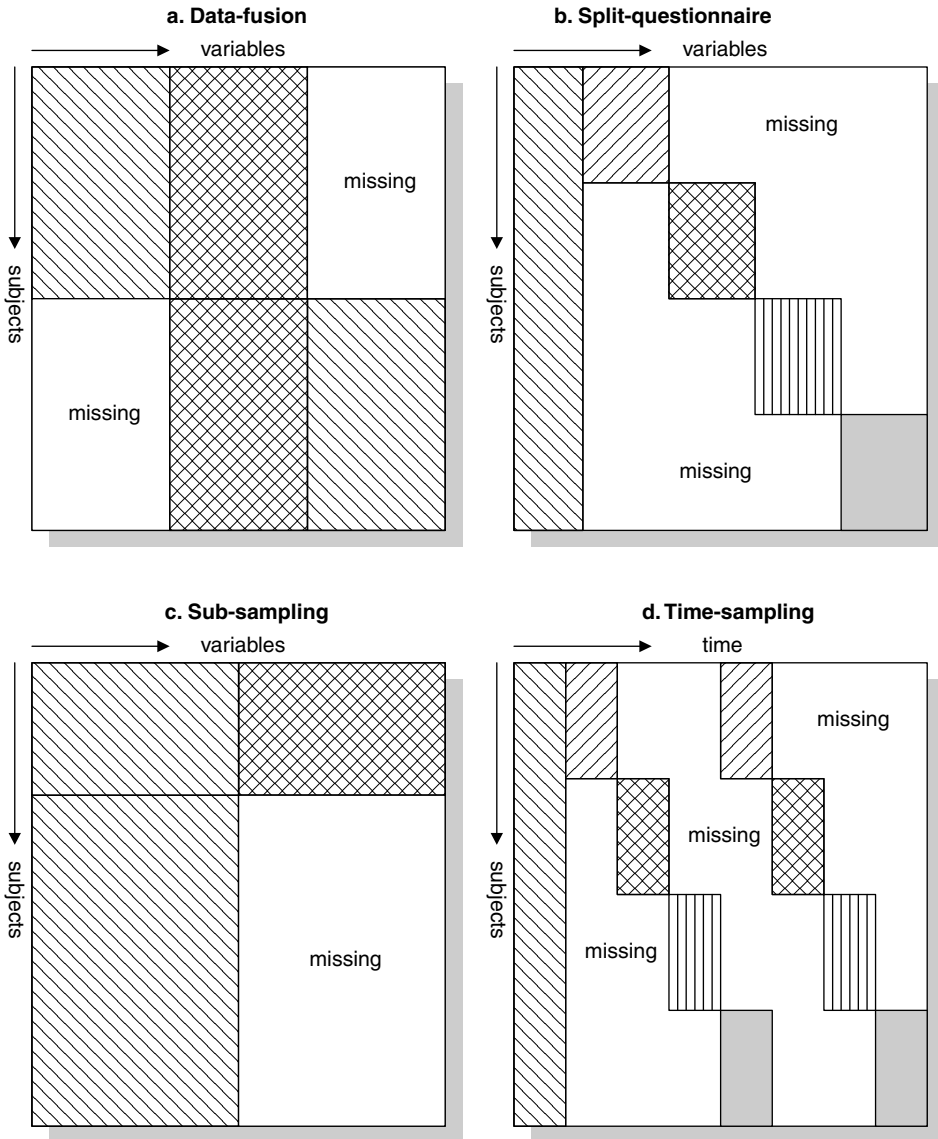 a. Data-fusion
variables
subjects
missing
missing
b. Split-questionnaire
variables
subjects
missing
missing
c. Sub-sampling
variables
subjects
missing
d. Time-sampling
time
subjects
missing
missing
missing